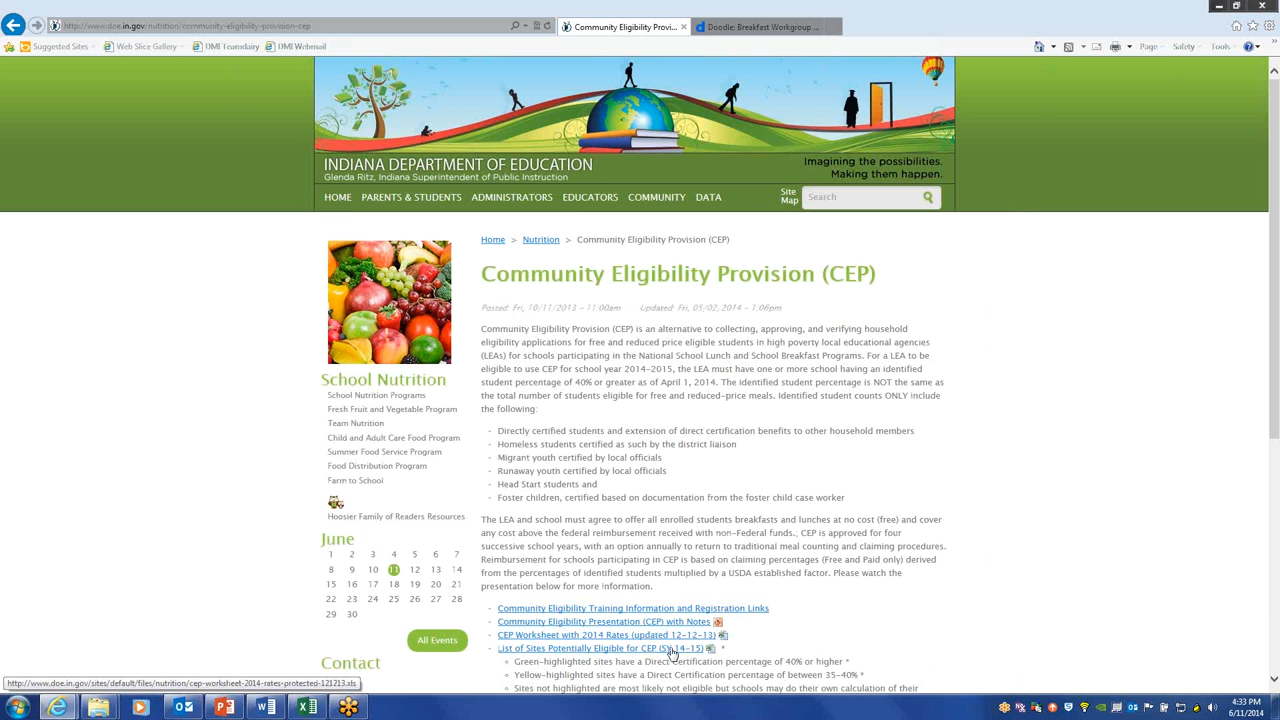 http://www.doe.in.gov/nutrition/community-eligibility-provision-cep
Community Eligibility Provi...
Doodle: Breakfast Workgroup ...
Suggested Sites
Web Slice Gallery
DMI Teamdairy
DMI Webmail
Page
Safety
Tools
INDIANA DEPARTMENT OF EDUCATION
Glenda Ritz, Indiana Superintendent of Public Instruction
Imagining the possibilities.
Making them happen.
HOME PARENTS & STUDENTS ADMINISTRATORS EDUCATORS COMMUNITY DATA
Site
Map
Search
Home > Nutrition > Community Eligibility Provision (CEP)
Community Eligibility Provision (CEP)
Posted: Fri, 10/11/2013 - 11:00am Updated: Fri, 05/02/2014 - 1:06pm
Community Eligibility Provision (CEP) is an alternative to collecting, approving, and verifying household
eligibility applications for free and reduced price eligible students in high poverty local educational agencies
(LEAs) for schools participating in the National School Lunch and School Breakfast Programs. For a LEA to be
eligible to use CEP for school year 2014-2015, the LEA must have one or more school having an identified
student percentage of 40% or greater as of April 1, 2014. The identified student percentage is NOT the same as
the total number of students eligible for free and reduced-price meals. Identified student counts ONLY include
the following:
- Directly certified students and extension of direct certification benefits to other household members
- Homeless students certified as such by the district liaison
- Migrant youth certified by local officials
- Runaway youth certified by local officials
- Head Start students and
- Foster children, certified based on documentation from the foster child case worker
The LEA and school must agree to offer all enrolled students breakfasts and lunches at no cost (free) and cover
any cost above the federal reimbursement received with non-Federal funds., CEP is approved for four
successive school years, with an option annually to return to traditional meal counting and claiming procedures.
Reimbursement for schools participating in CEP is based on claiming percentages (Free and Paid only) derived
from the percentages of identified students multiplied by a USDA established factor. Please watch the
presentation below for more information.
- Community Eligibility Training Information and Registration Links
- Community Eligibility Presentation (CEP) with Notes
- CEP Worksheet with 2014 Rates (updated 12-12-13)
- List of Sites Potentially Eligible for CEP (SY 14-15) *
Green-highlighted sites have a Direct Certification percentage of 40% or higher *
Yellow-highlighted sites have a Direct Certification percentage of between 35-40% *
Sites not highlighted are most likely not eligible but schools may do their own calculation of their
School Nutrition
School Nutrition Programs
Fresh Fruit and Vegetable Program
Team Nutrition
Child and Adult Care Food Program
Summer Food Service Program
Food Distribution Program
Farm to School
Hoosier Family of Readers Resources
June
1 2 3 4 5 6 7
8 9 10 11 12 13 14
15 16 17 18 19 20 21
22 23 24 25 26 27 28
29 30
All Events
Contact
http://www.doe.in.gov/sites/default/files/nutrition/cep-worksheet-2014-rates-protected-121213.xls
4:33 PM
6/11/2014